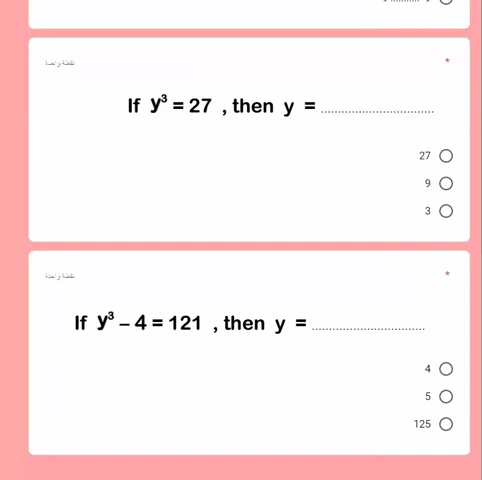 نقطة واحدة
*
If y³ = 27 , then y = ................................
27
9
3
نقطة واحدة
*
If y³ – 4 = 121 , then y = ................................
4
5
125